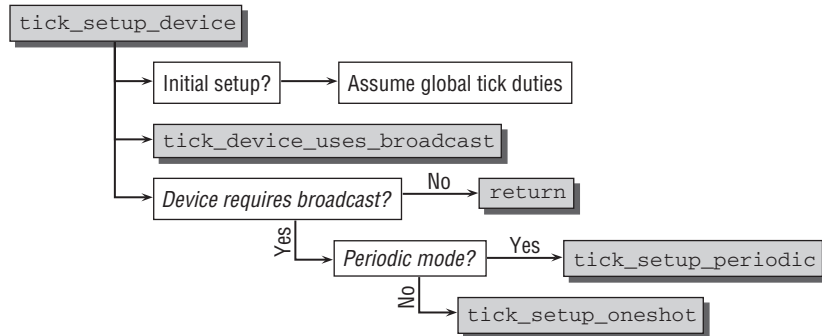 tick_setup_device
Initial setup?
Assume global tick duties
tick_device_uses_broadcast
Device requires broadcast?
No
return
Yes
Periodic mode?
Yes
tick_setup_periodic
No
tick_setup_oneshot